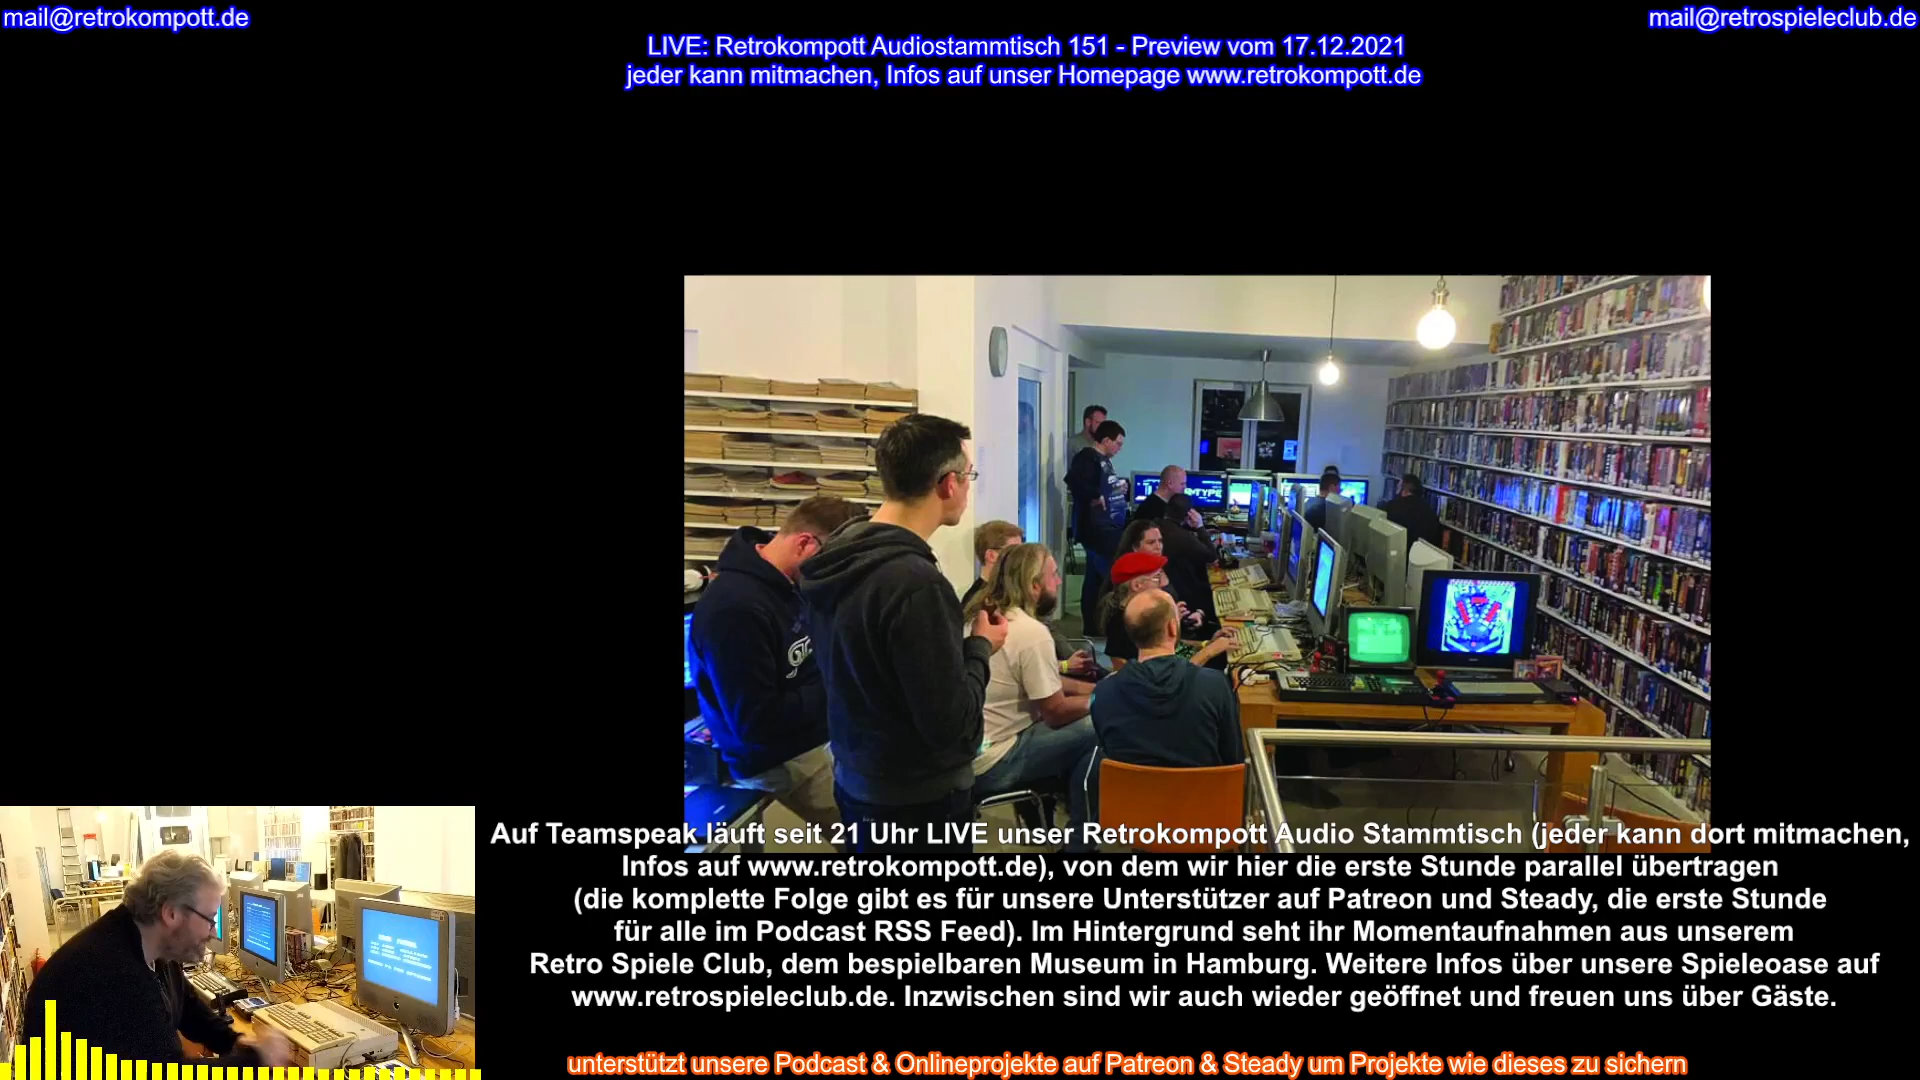 mail@retrokompott.de
mail@retrospieleclub.de
LIVE: Retrokompott Audiostammtisch 151 - Preview vom 17.12.2021
jeder kann mitmachen, Infos auf unser Homepage www.retrokompott.de
Auf Teamspeak läuft seit 21 Uhr LIVE unser Retrokompott Audio Stammtisch (jeder kann dort mitmachen,
Infos auf www.retrokompott.de), von dem wir hier die erste Stunde parallel übertragen
(die komplette Folge gibt es für unsere Unterstützer auf Patreon und Steady, die erste Stunde
für alle im Podcast RSS Feed). Im Hintergrund seht ihr Momentaufnahmen aus unserem
Retro Spiele Club, dem bespielbaren Museum in Hamburg. Weitere Infos über unsere Spieleoase auf
www.retrospieleclub.de. Inzwischen sind wir auch wieder geöffnet und freuen uns über Gäste.
unterstützt unsere Podcast & Onlineprojekte auf Patreon & Steady um Projekte wie dieses zu sichern